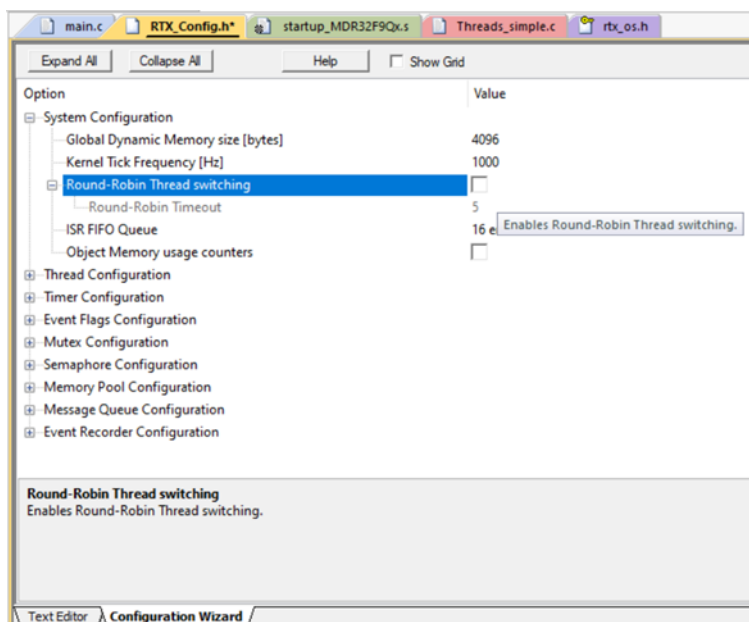 main.c RTX_Config.h* startup_MDR32F9Qx.s Threads_simple.c rtx_os.h
Expand All Collapse All Help Show Grid
Option Value
System Configuration
Global Dynamic Memory size [bytes] 4096
Kernel Tick Frequency [Hz] 1000
Round-Robin Thread switching
Round-Robin Timeout 5
Enables Round-Robin Thread switching.
ISR FIFO Queue 16 e
Object Memory usage counters
Thread Configuration
Timer Configuration
Event Flags Configuration
Mutex Configuration
Semaphore Configuration
Memory Pool Configuration
Message Queue Configuration
Event Recorder Configuration
Round-Robin Thread switching
Enables Round-Robin Thread switching.
Text Editor Configuration Wizard